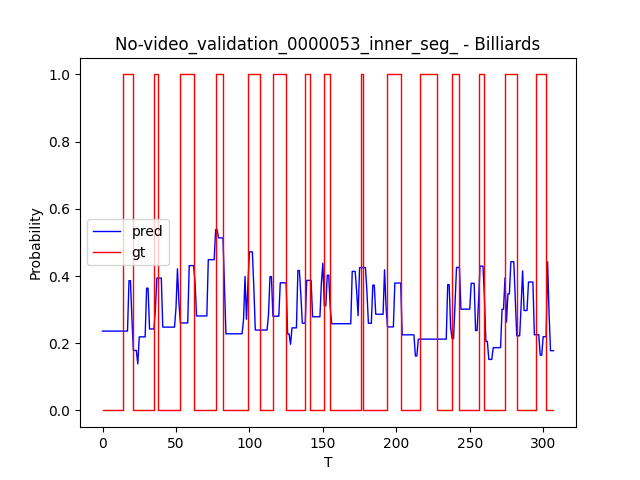 No-video_validation_0000053_inner_seg_ - Billiards
1.0
0.8
0.6
0.4
0.2
0.0
Probability
pred
gt
0 50 100 150 200 250 300
T